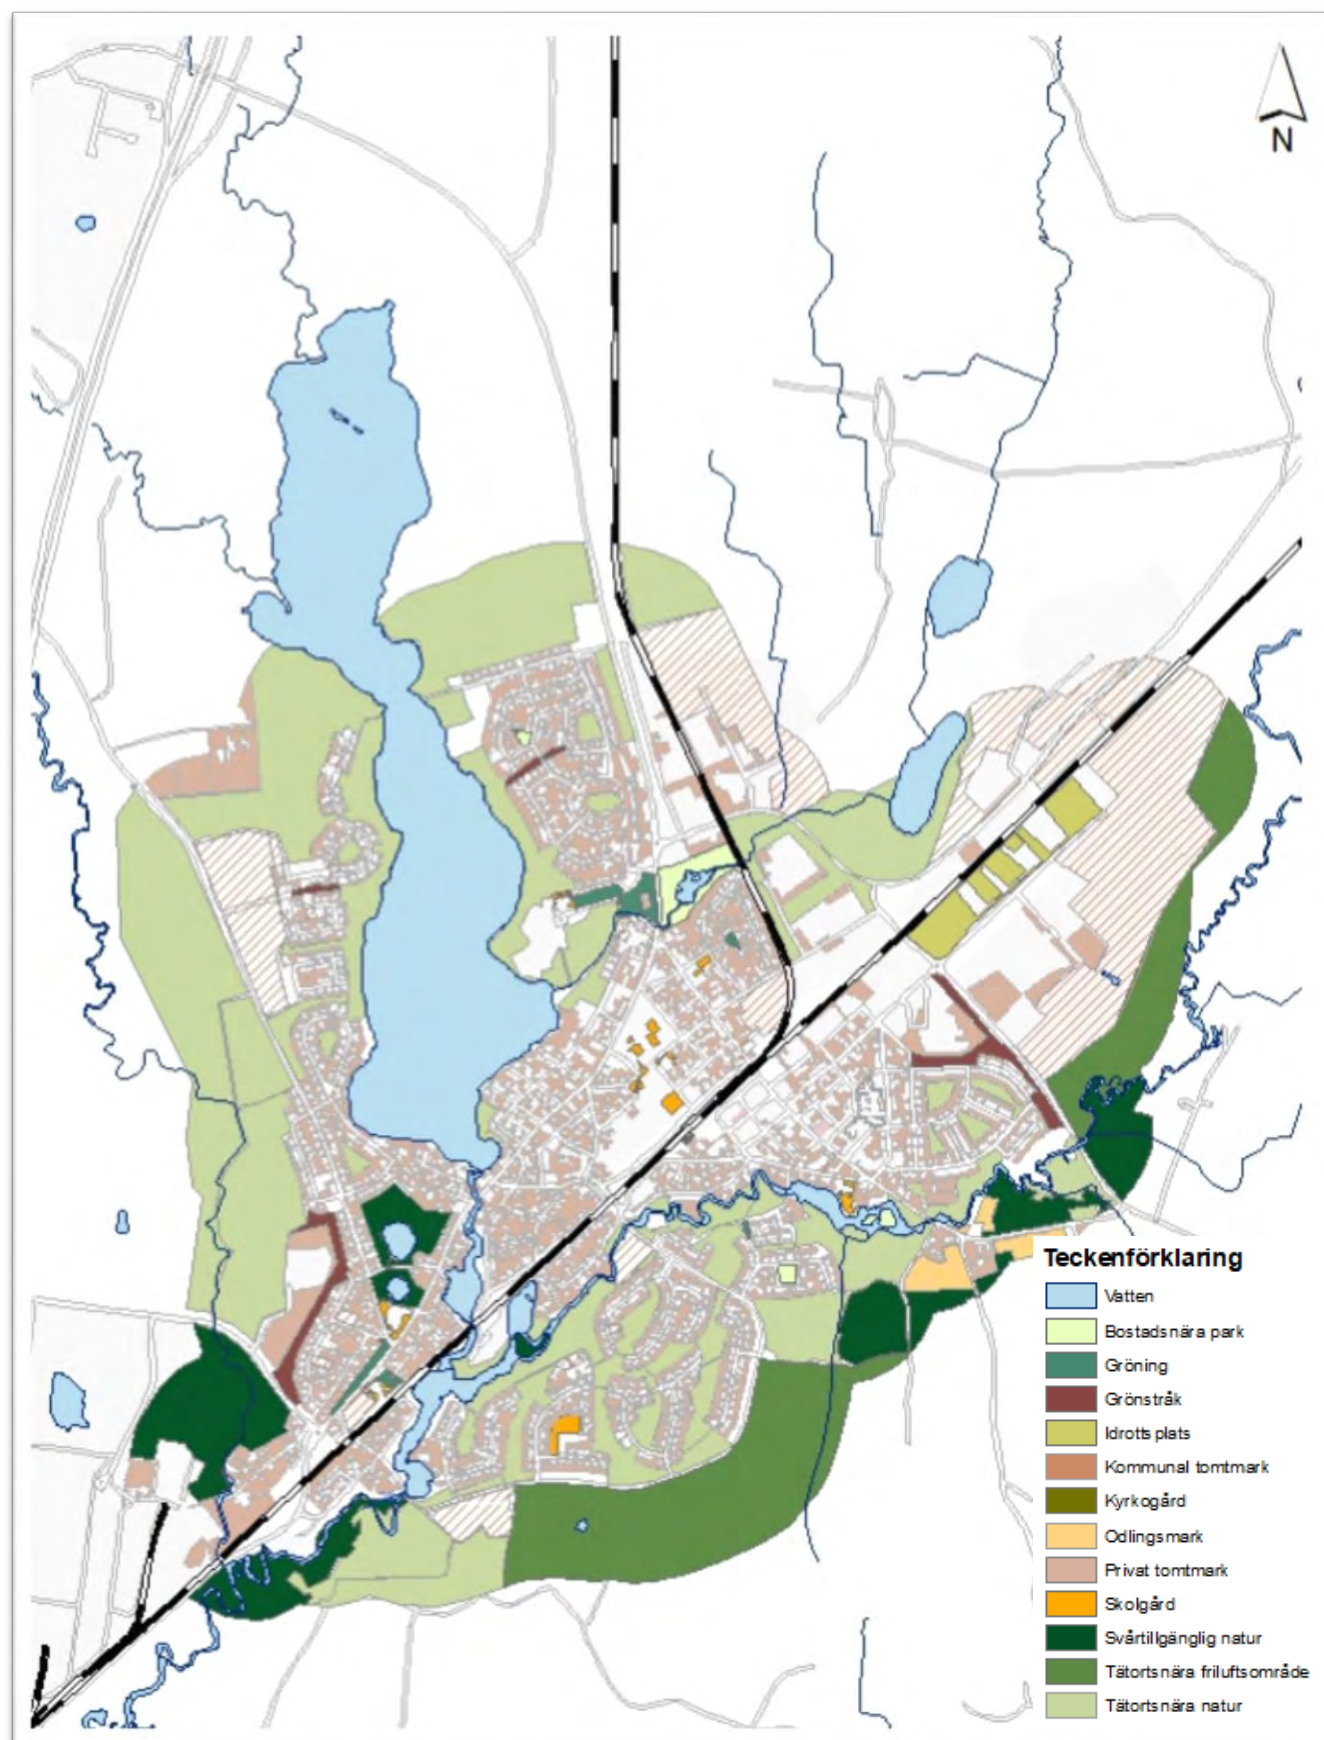 N
Teckenförklaring
Vatten
Bostadsnära park
Gröning
Grönstråk
Idrottsplats
Kommunal tomtmark
Kyrkogård
Odlingsmark
Privat tomtmark
Skolgård
Svårtillgänglig natur
Tätortsnära friluftsområde
Tätortsnära natur